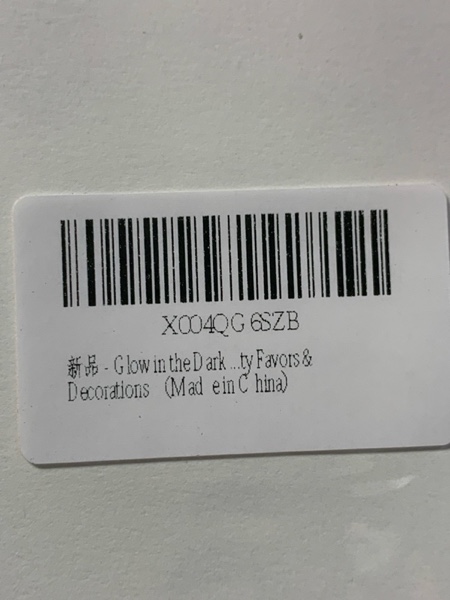 X004QG6SZB
新品 - Glow in the Dark ...ty Favors &
Decorations (Made in China)